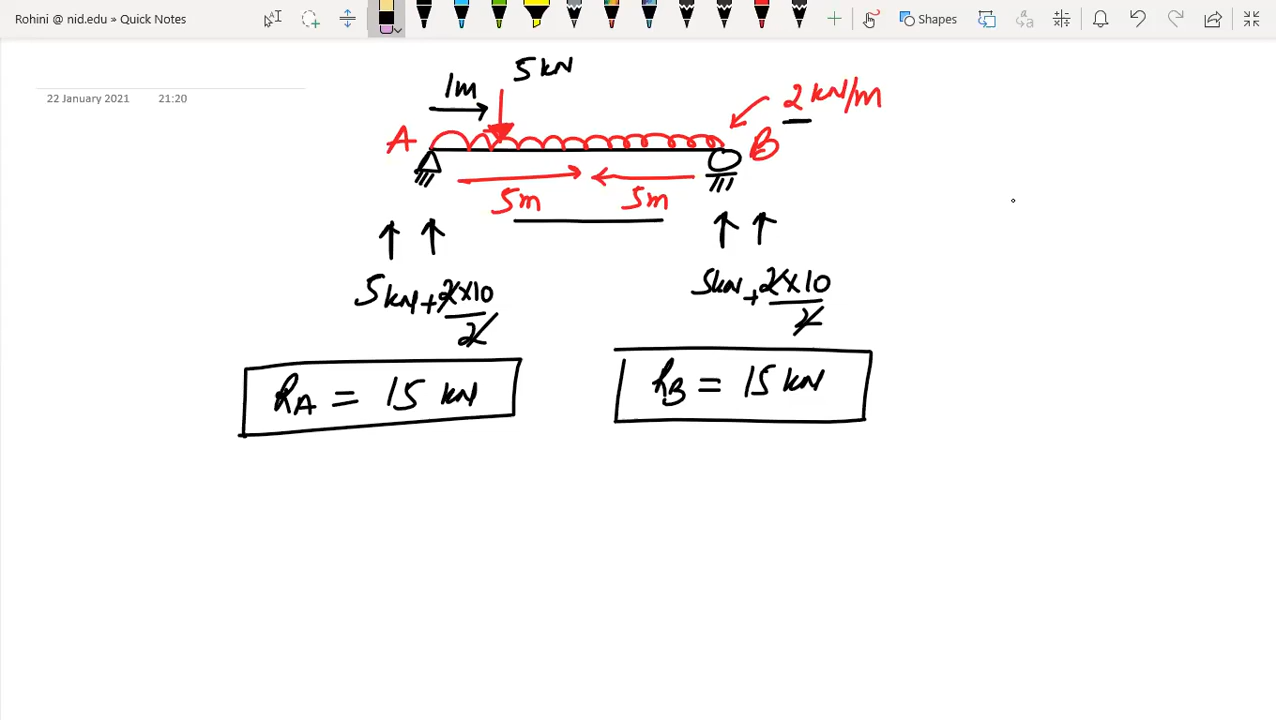 Rohini @ nid.edu » Quick Notes
Shapes
22 January 2021 21:20
5 kN
1m
2 kN/m
A
B
5m 5m
5kN+2×10/2
5kN+2×10/2
RA = 15 kN
RB = 15 kN